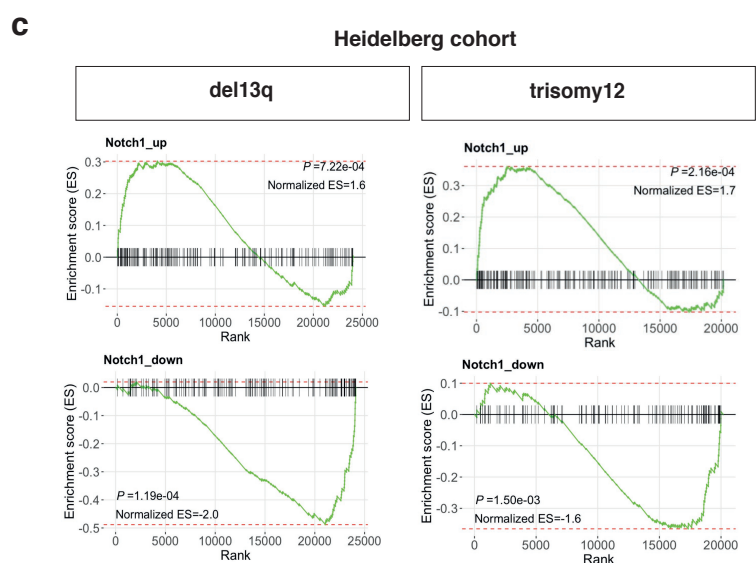 c
Heidelberg cohort
del13q
trisomy12
Notch1_up
P =7.22e-04
Normalized ES=1.6
Enrichment score (ES)
0.3
0.2
0.1
0.0
-0.1
0 5000 10000 15000 20000 25000
Rank
Notch1_up
P =2.16e-04
Normalized ES=1.7
Enrichment score (ES)
0.3
0.2
0.1
0.0
-0.1
0 5000 10000 15000 20000
Rank
Notch1_down
P =1.19e-04
Normalized ES=-2.0
Enrichment score (ES)
0.0
-0.1
-0.2
-0.3
-0.4
-0.5
0 5000 10000 15000 20000 25000
Rank
Notch1_down
P =1.50e-03
Normalized ES=-1.6
Enrichment score (ES)
0.1
0.0
-0.1
-0.2
-0.3
0 5000 10000 15000 20000
Rank